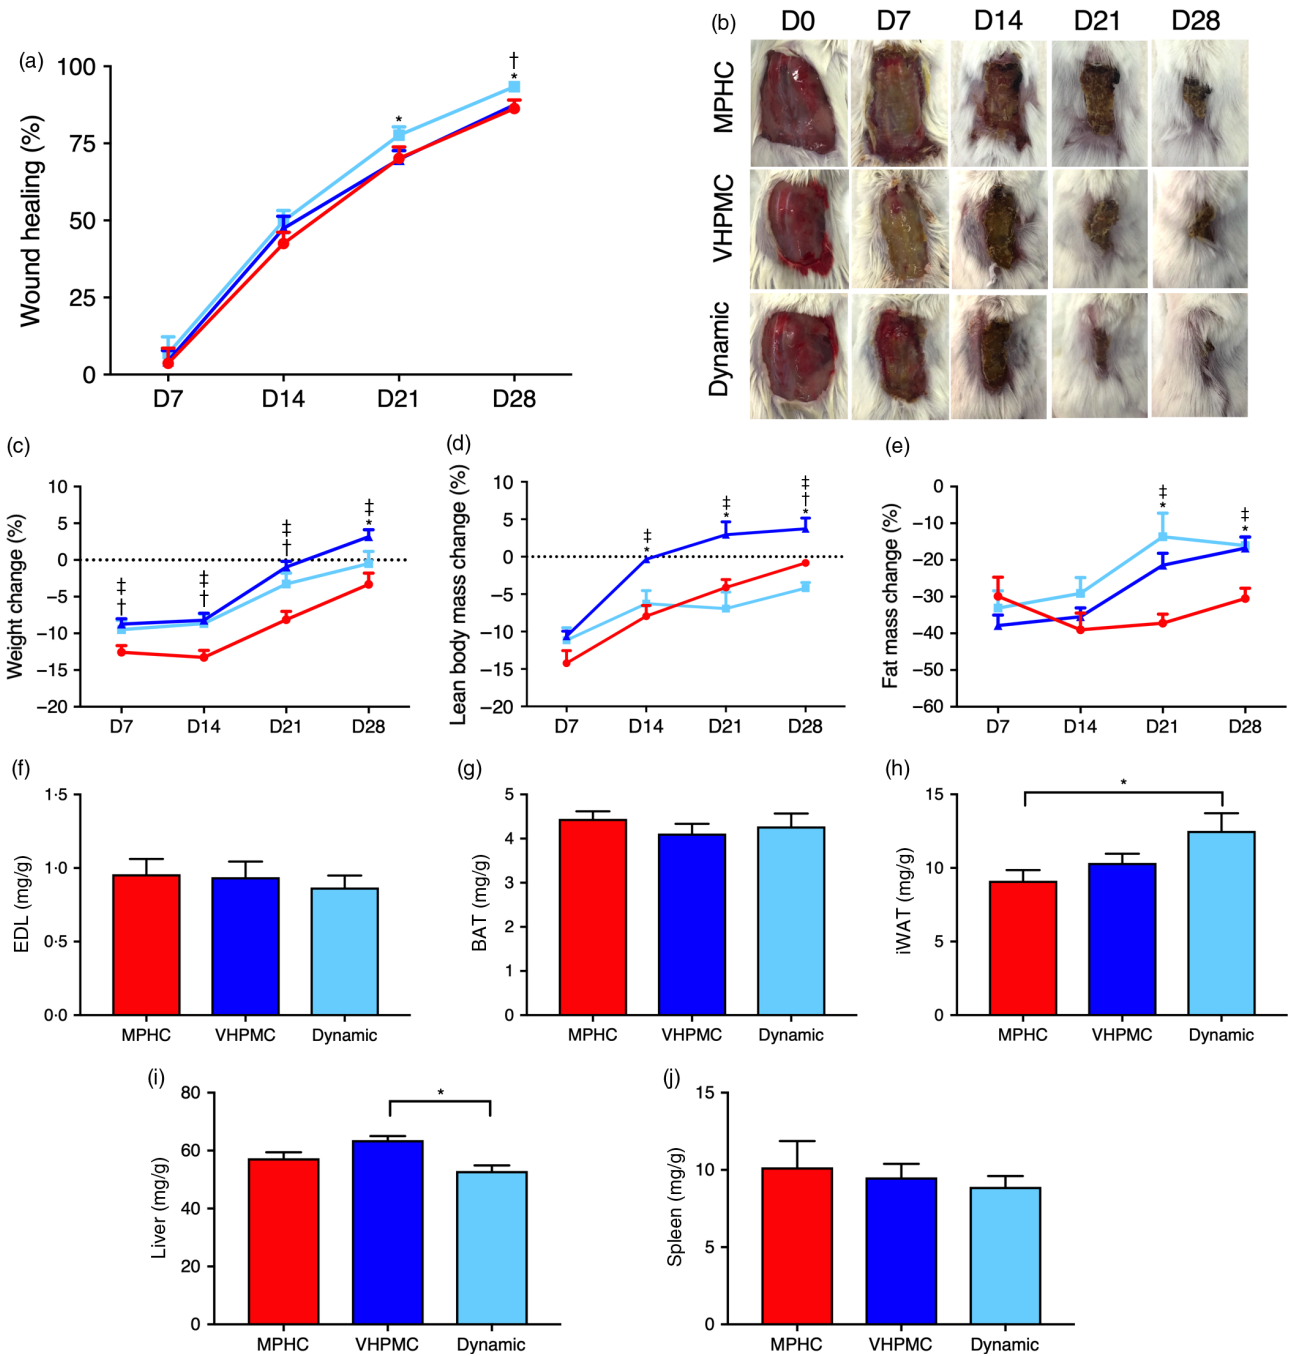 (a)
100
75
50
25
0
Wound healing (%)
*
†
*
D7 D14 D21 D28
(b)
D0 D7 D14 D21 D28
MPHC
VHPMC
Dynamic
(c)
Weight change (%)
10
5
0
−5
−10
−15
−20
‡
†
‡
†
‡
†
‡
*
D7 D14 D21 D28
(d)
Lean body mass change (%)
10
5
0
−5
−10
−15
−20
‡
*
‡
*
‡
†
*
D7 D14 D21 D28
(e)
Fat mass change (%)
0
−10
−20
−30
−40
−50
−60
‡
*
‡
*
D7 D14 D21 D28
(f)
EDL (mg/g)
1·5
1·0
0·5
0·0
MPHC VHPMC Dynamic
(g)
BAT (mg/g)
5
4
3
2
1
0
MPHC VHPMC Dynamic
(h)
iWAT (mg/g)
15
10
5
0
*
MPHC VHPMC Dynamic
(i)
Liver (mg/g)
80
60
40
20
0
*
MPHC VHPMC Dynamic
(j)
Spleen (mg/g)
15
10
5
0
MPHC VHPMC Dynamic